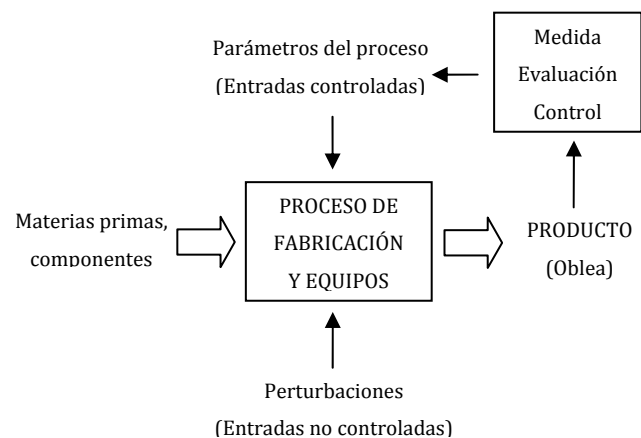 Parámetros del proceso
(Entradas controladas)
Medida
Evaluación
Control
Materias primas,
componentes
PROCESO DE
FABRICACIÓN
Y EQUIPOS
PRODUCTO
(Oblea)
Perturbaciones
(Entradas no controladas)